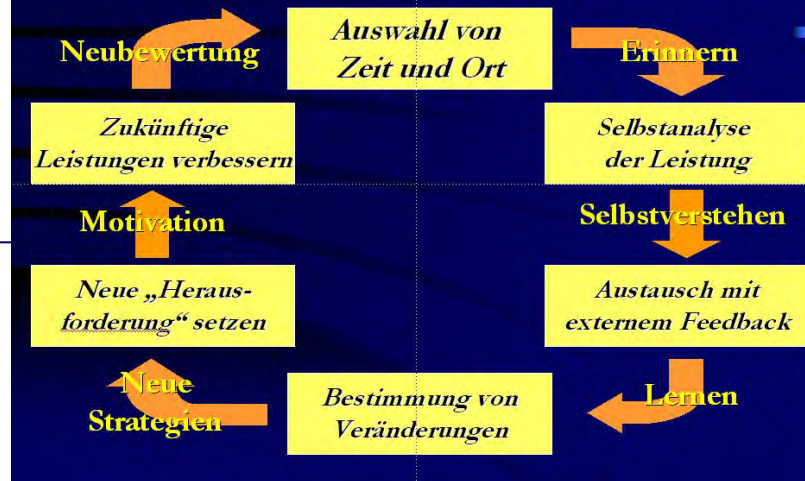 Auswahl von
Zeit und Ort
Erinnern
Selbstanalyse
der Leistung
Selbstverstehen
Austausch mit
externem Feedback
Lernen
Bestimmung von
Veränderungen
Neue
Strategien
Neue „Heraus-
forderung“ setzen
Motivation
Zukünftige
Leistungen verbessern
Neubewertung